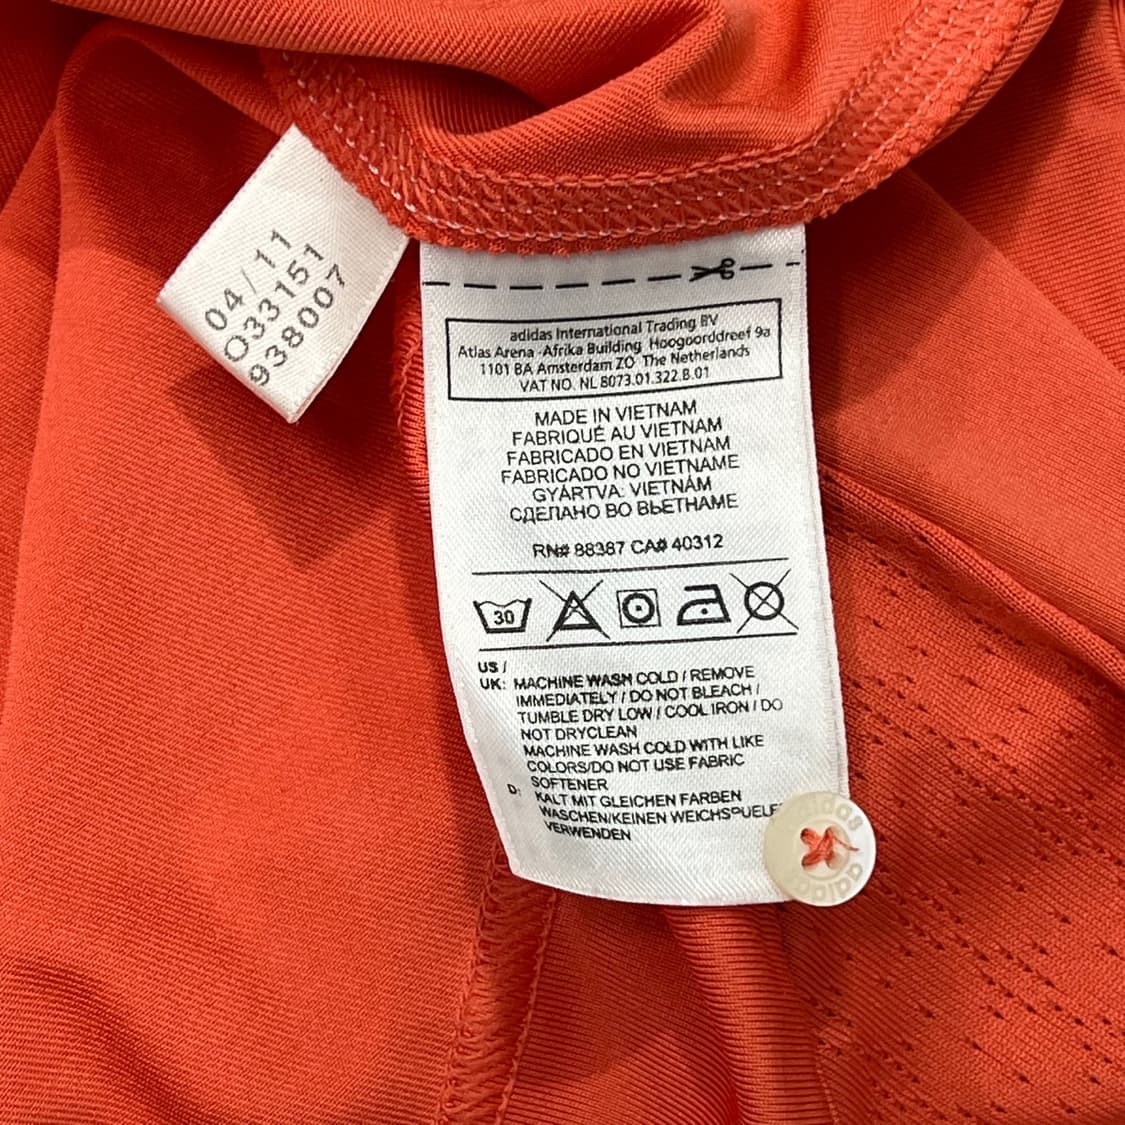 04/11
O33151
938007
adidas International Trading BV
Atlas Arena -Afrika Building Hoogoorddreef 9a
1101 BA Amsterdam ZO The Netherlands
VAT NO. NL 8073.01.322.B.01
MADE IN VIETNAM
FABRIQUÉ AU VIETNAM
FABRICADO EN VIETNAM
FABRICADO NO VIETNAME
GYÁRTVA: VIETNÁM
СДЕЛАНО ВО ВЬЕТНАМЕ
RN# 88387 CA# 40312
30
US /
UK: MACHINE WASH COLD / REMOVE
IMMEDIATELY / DO NOT BLEACH /
TUMBLE DRY LOW / COOL IRON / DO
NOT DRYCLEAN
MACHINE WASH COLD WITH LIKE
COLORS/DO NOT USE FABRIC
SOFTENER
D: KALT MIT GLEICHEN FARBEN
WASCHEN/KEINEN WEICHSPUELE
VERWENDEN
adidas
adidas